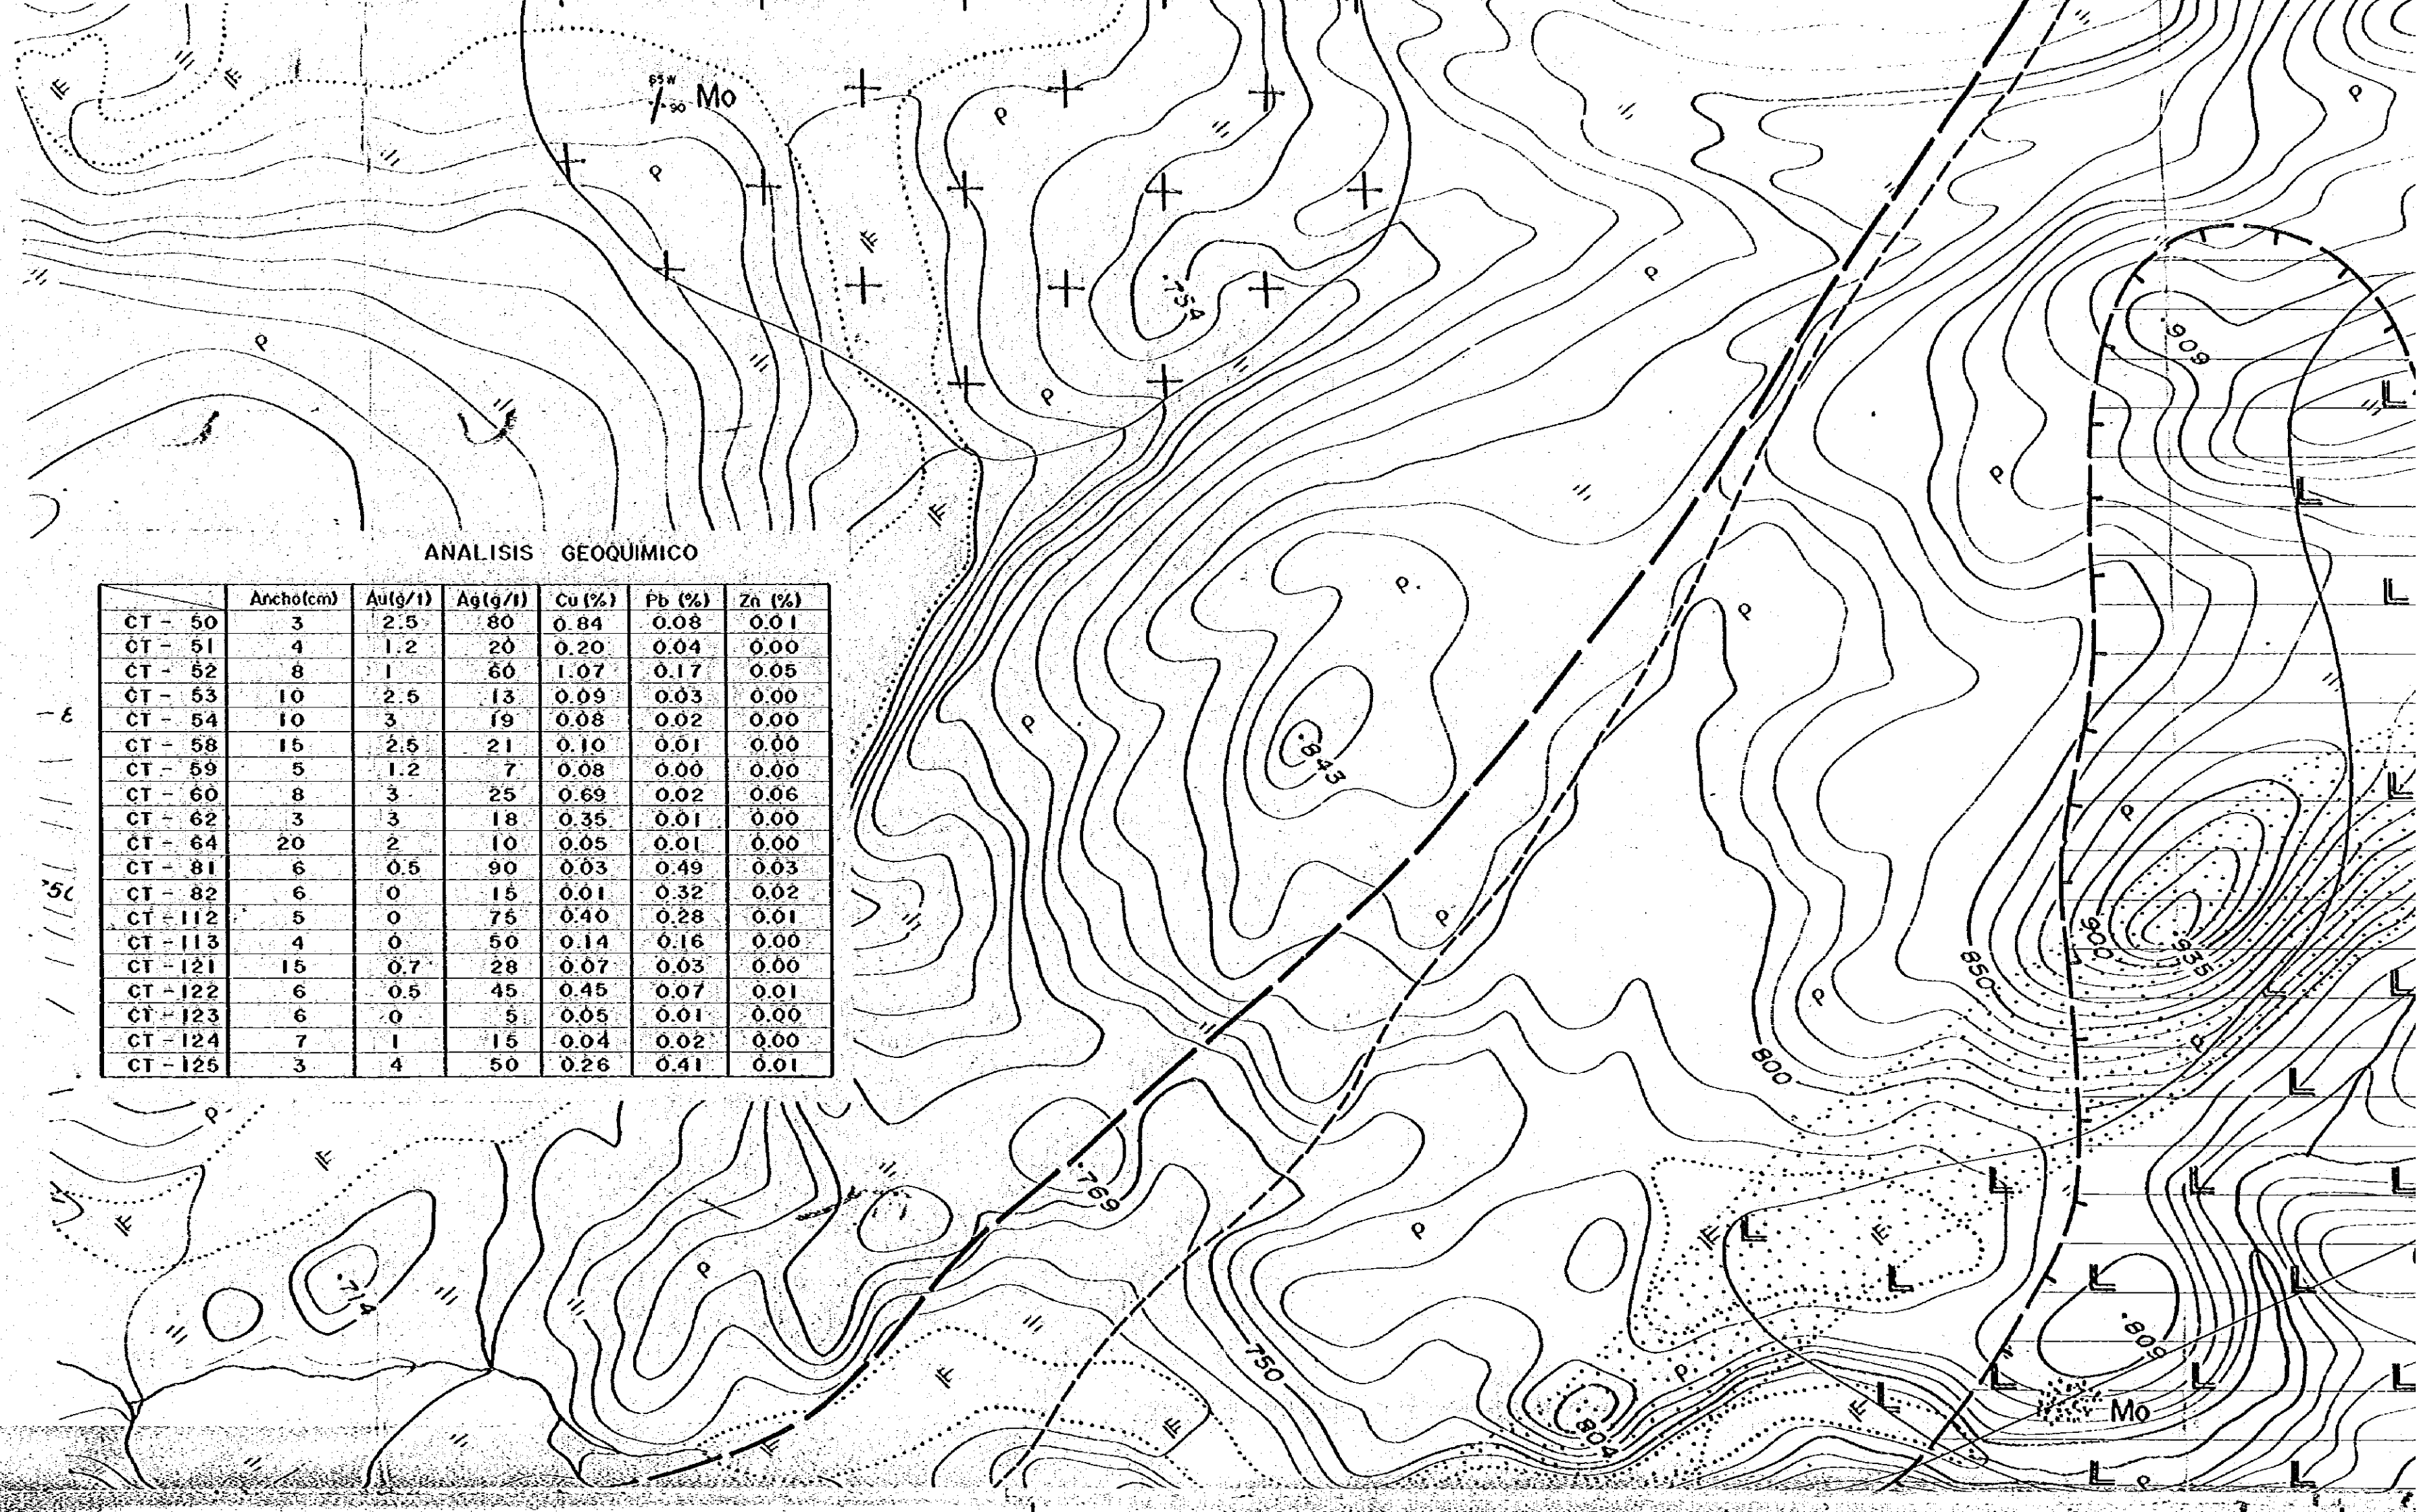 65W
90 Mo
754
909
ANALISIS GEOQUIMICO
Ancho(cm) Au(g/t) Ag(g/t) Cu (%) Pb (%) Zn (%)
CT - 50 3 2.5 80 0.84 0.08 0.01
CT - 51 4 1.2 20 0.20 0.04 0.00
CT - 52 8 1 60 1.07 0.17 0.05
CT - 53 10 2.5 13 0.09 0.03 0.00
CT - 54 10 3 19 0.08 0.02 0.00
CT - 58 15 2.5 21 0.10 0.01 0.00
CT - 59 5 1.2 7 0.08 0.00 0.00
CT - 60 8 3 25 0.69 0.02 0.06
CT - 62 3 3 18 0.35 0.01 0.00
CT - 64 20 2 10 0.05 0.01 0.00
CT - 81 6 0.5 90 0.03 0.49 0.03
CT - 82 6 0 15 0.01 0.32 0.02
CT - 112 5 0 75 0.40 0.28 0.01
CT - 113 4 0 50 0.14 0.16 0.00
CT - 121 15 0.7 28 0.07 0.03 0.00
CT - 122 6 0.5 45 0.45 0.07 0.01
CT - 123 6 0 5 0.05 0.01 0.00
CT - 124 7 1 15 0.04 0.02 0.00
CT - 125 3 4 50 0.26 0.41 0.01
843
900
935
850
800
769
714
750
809
804
Mo